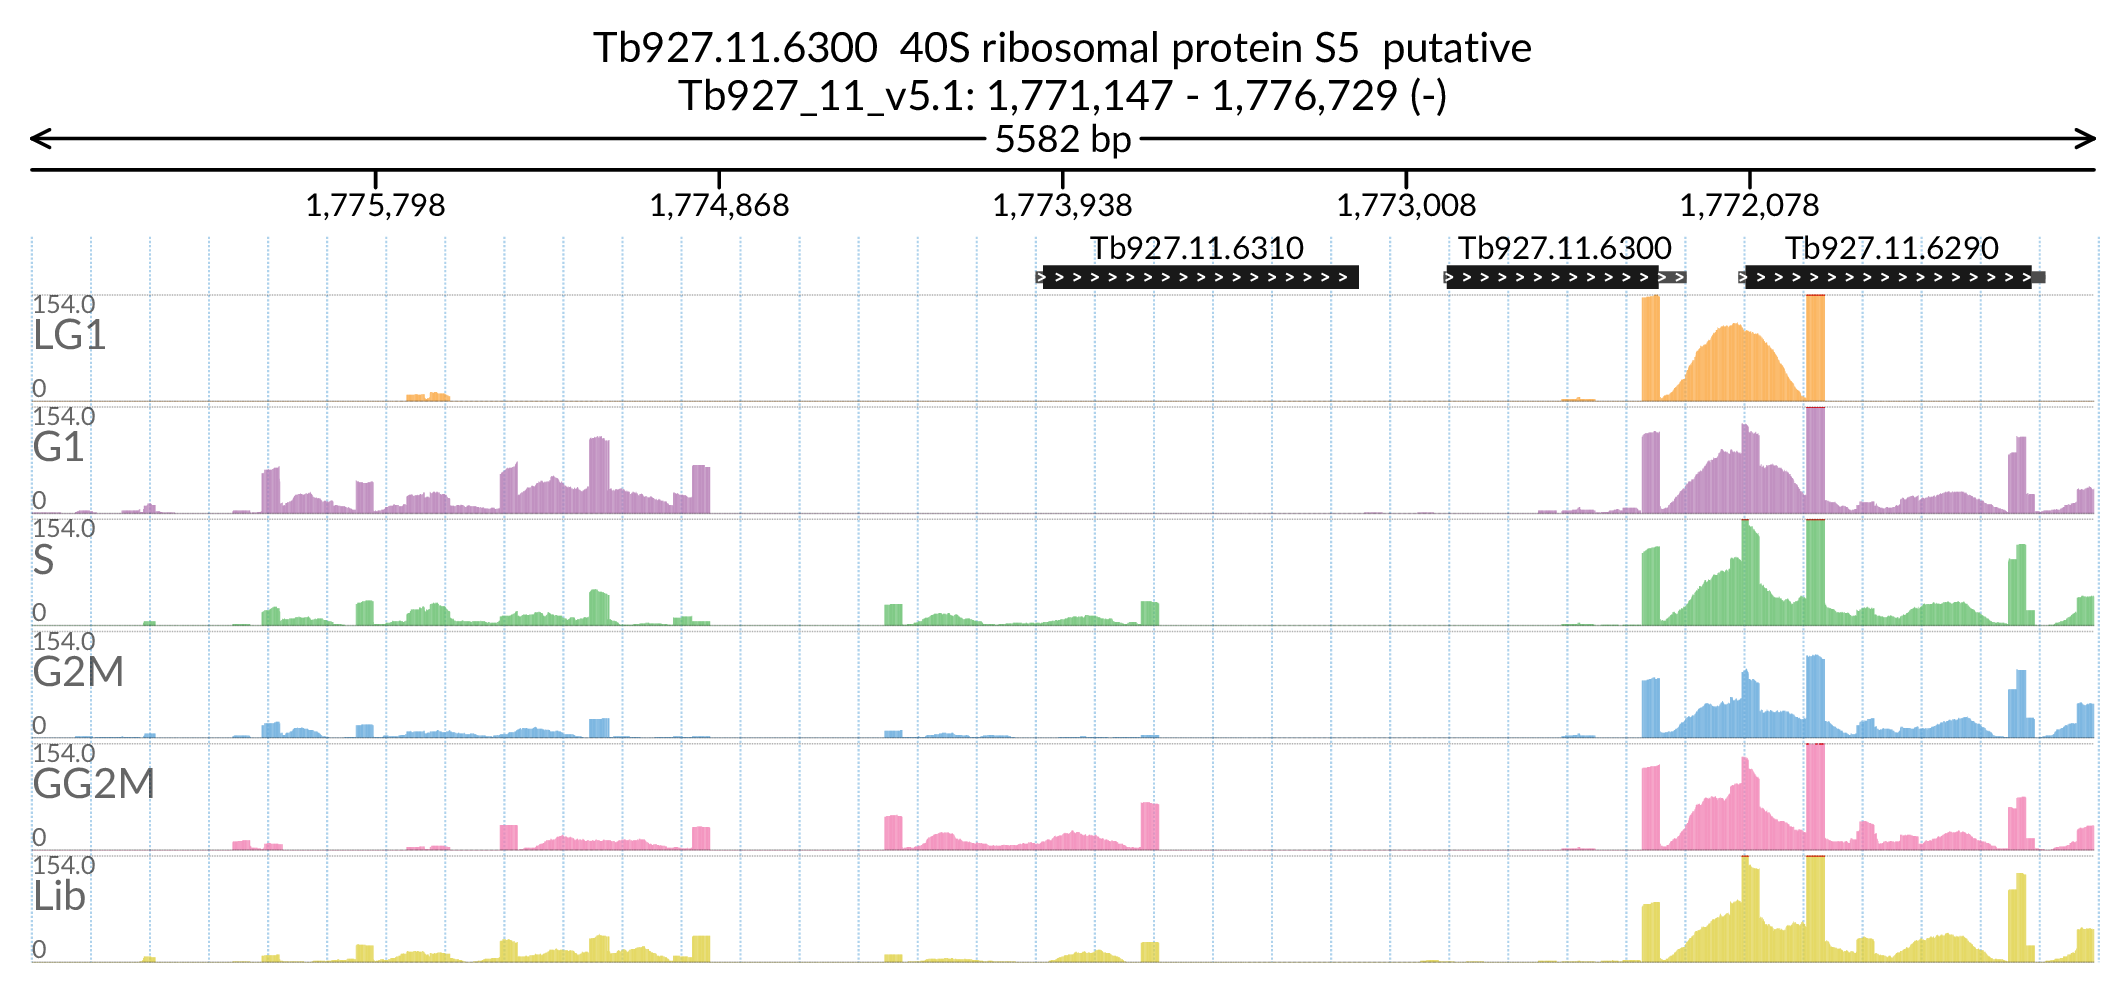 Tb927.11.6300  40S ribosomal protein S5  putative
Tb927_11_v5.1: 1,771,147 - 1,776,729 (-)
5582 bp
1,775,798 1,774,868 1,773,938 1,773,008 1,772,078
Tb927.11.6310 Tb927.11.6300 Tb927.11.6290
154.0
LG1
0
154.0
G1
0
154.0
S
0
154.0
G2M
0
154.0
GG2M
0
154.0
Lib
0